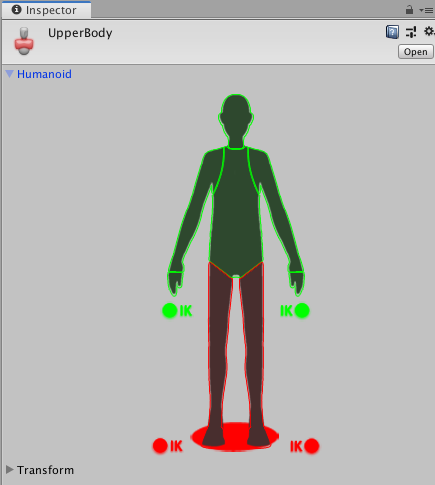 Inspector
UpperBody
Open
Humanoid
IK IK
IK IK
Transform